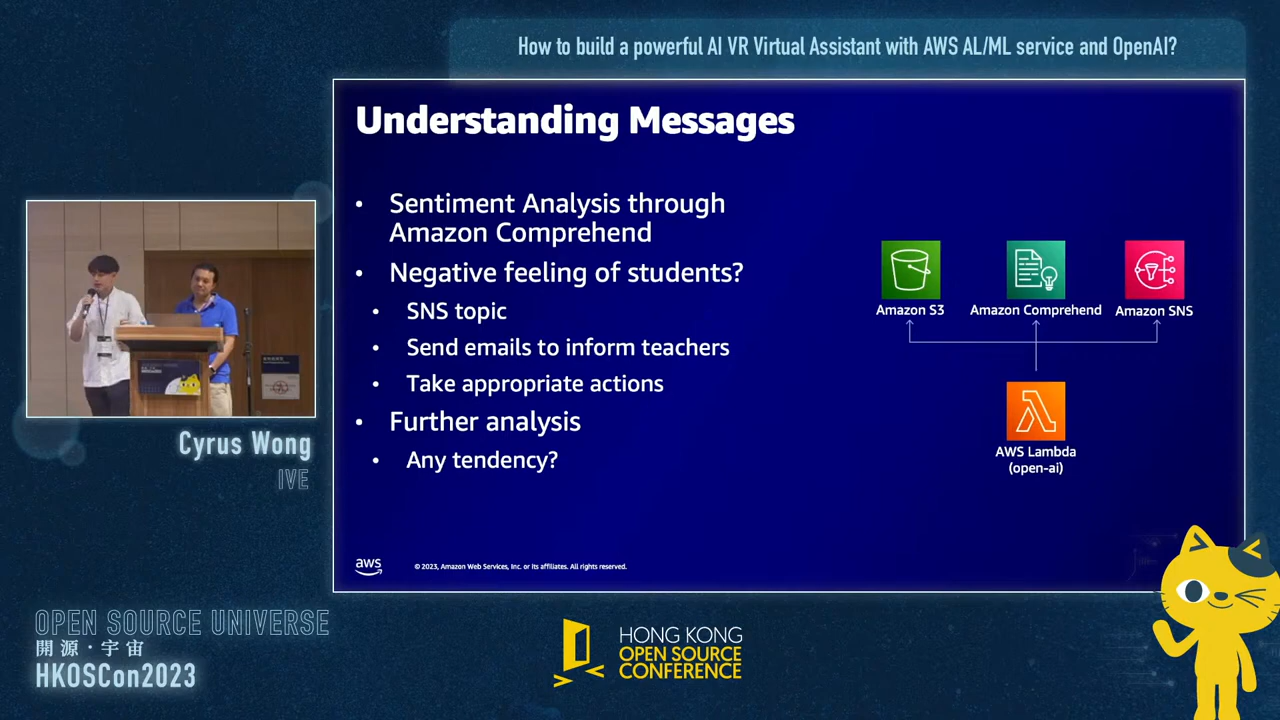 How to build a powerful AI VR Virtual Assistant with AWS AL/ML service and OpenAI?
Understanding Messages
• Sentiment Analysis through
Amazon Comprehend
• Negative feeling of students?
• SNS topic
• Send emails to inform teachers
• Take appropriate actions
• Further analysis
• Any tendency?
Amazon S3
Amazon Comprehend
Amazon SNS
AWS Lambda
(open-ai)
aws
© 2023, Amazon Web Services, Inc. or its affiliates. All rights reserved.
Cyrus Wong
IVE
OPEN SOURCE UNIVERSE
開源·宇宙
HKOSCon2023
HONG KONG
OPEN SOURCE
CONFERENCE